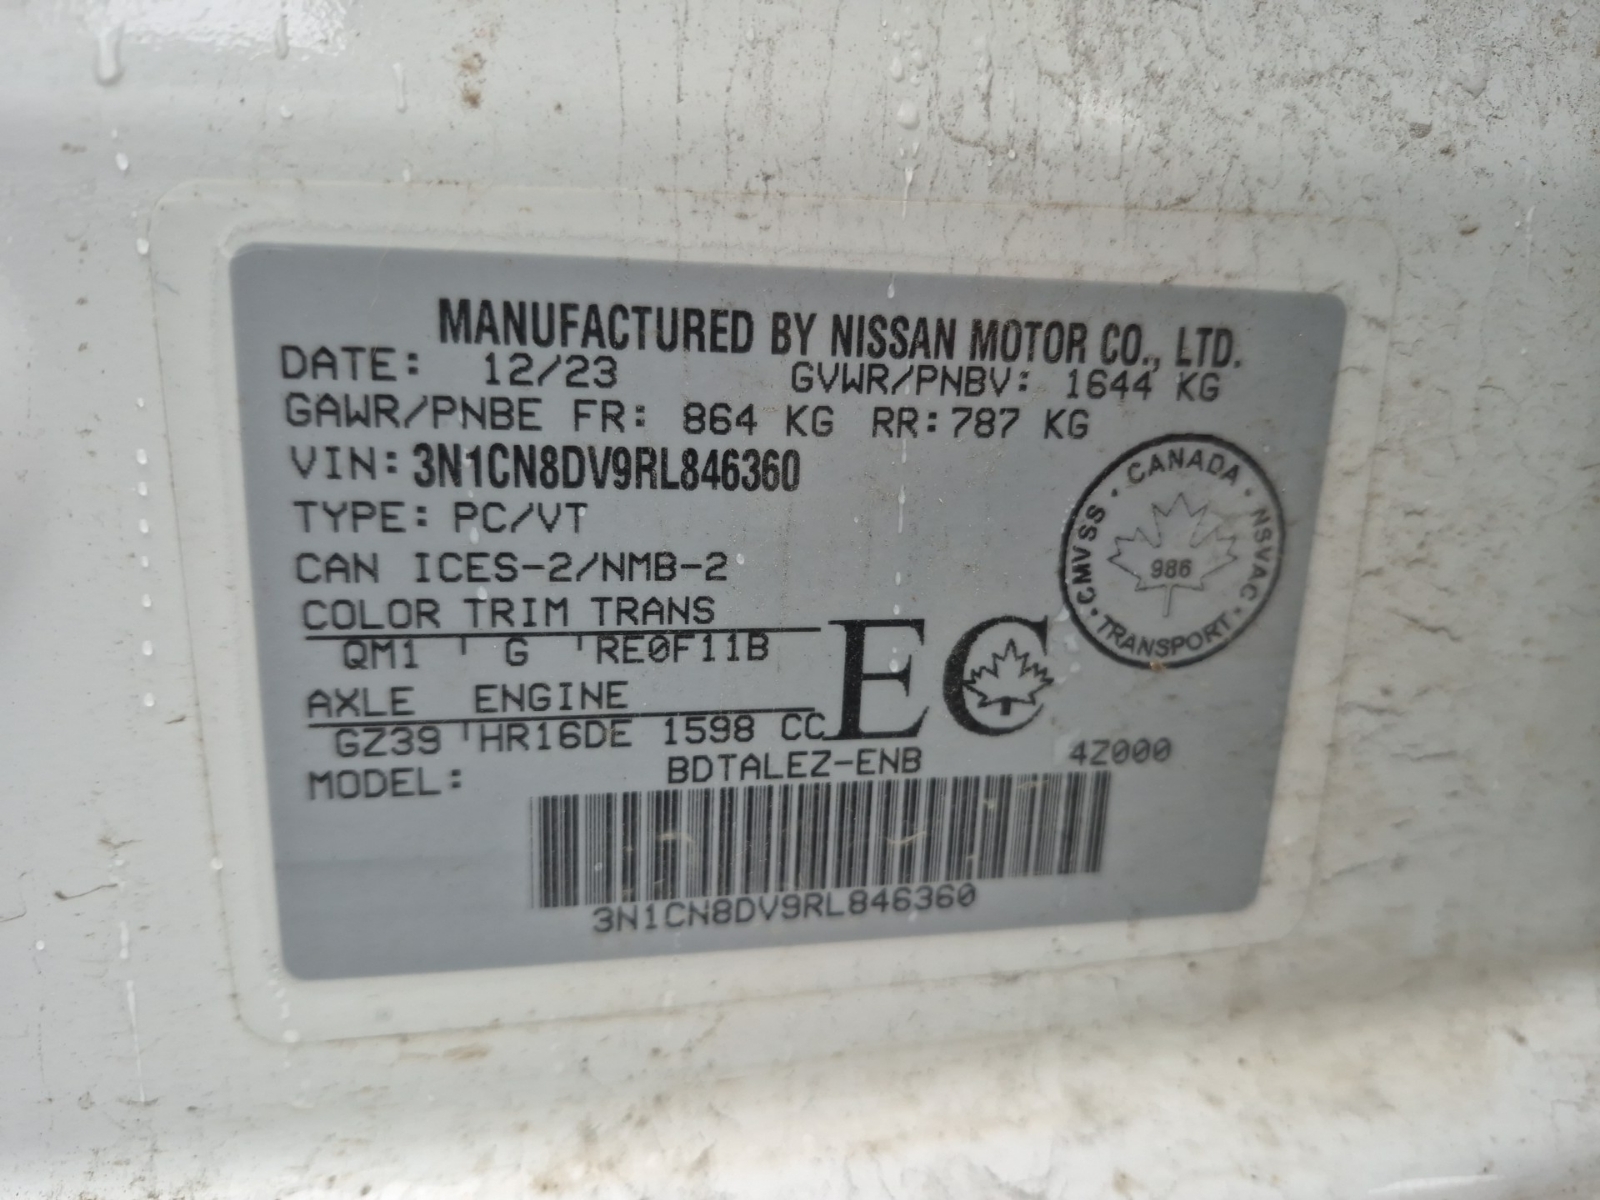 MANUFACTURED BY NISSAN MOTOR CO., LTD.
DATE: 12/23 GVWR/PNBV: 1644 KG
GAWR/PNBE FR: 864 KG RR: 787 KG
VIN: 3N1CN8DV9RL846360
TYPE: PC/VT
CAN ICES-2/NMB-2
COLOR TRIM TRANS
QM1 ' G ' RE0F11B
AXLE ENGINE
GZ39 ' HR16DE 1598 CC
MODEL: BDTALEZ-ENB 4Z000
3N1CN8DV9RL846360
EC
CANADA · NSVAC · TRANSPORT · CMVSS ·
986